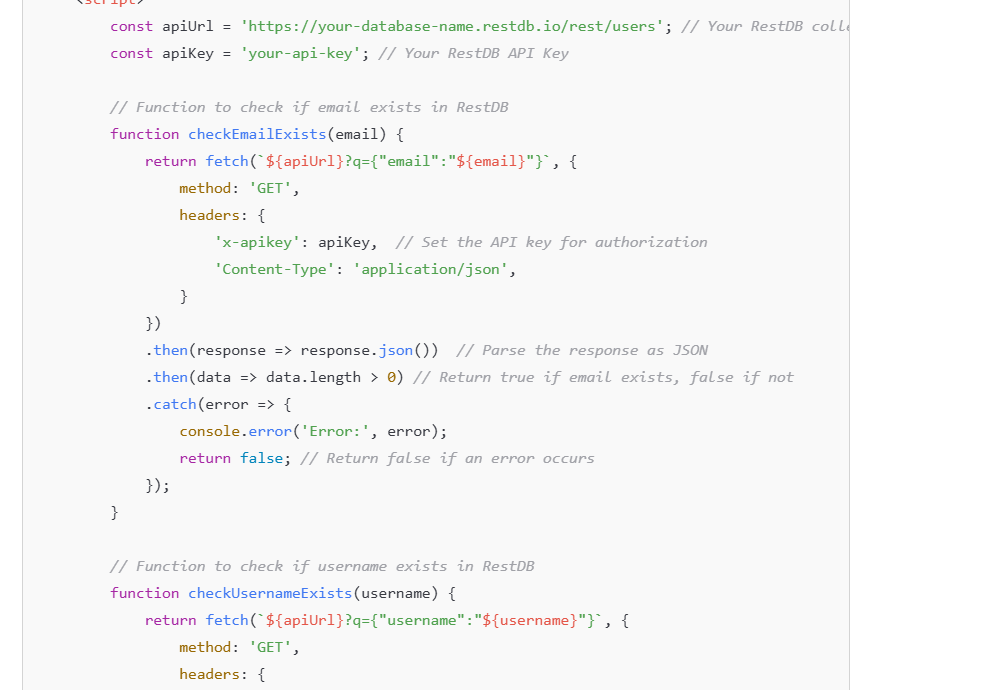 <script>
const apiUrl = 'https://your-database-name.restdb.io/rest/users'; // Your RestDB colle
const apiKey = 'your-api-key'; // Your RestDB API Key
// Function to check if email exists in RestDB
function checkEmailExists(email) {
return fetch(`${apiUrl}?q={"email":"${email}"}`, {
method: 'GET',
headers: {
'x-apikey': apiKey,  // Set the API key for authorization
'Content-Type': 'application/json',
}
})
.then(response => response.json())  // Parse the response as JSON
.then(data => data.length > 0) // Return true if email exists, false if not
.catch(error => {
console.error('Error:', error);
return false; // Return false if an error occurs
});
}
// Function to check if username exists in RestDB
function checkUsernameExists(username) {
return fetch(`${apiUrl}?q={"username":"${username}"}`, {
method: 'GET',
headers: {